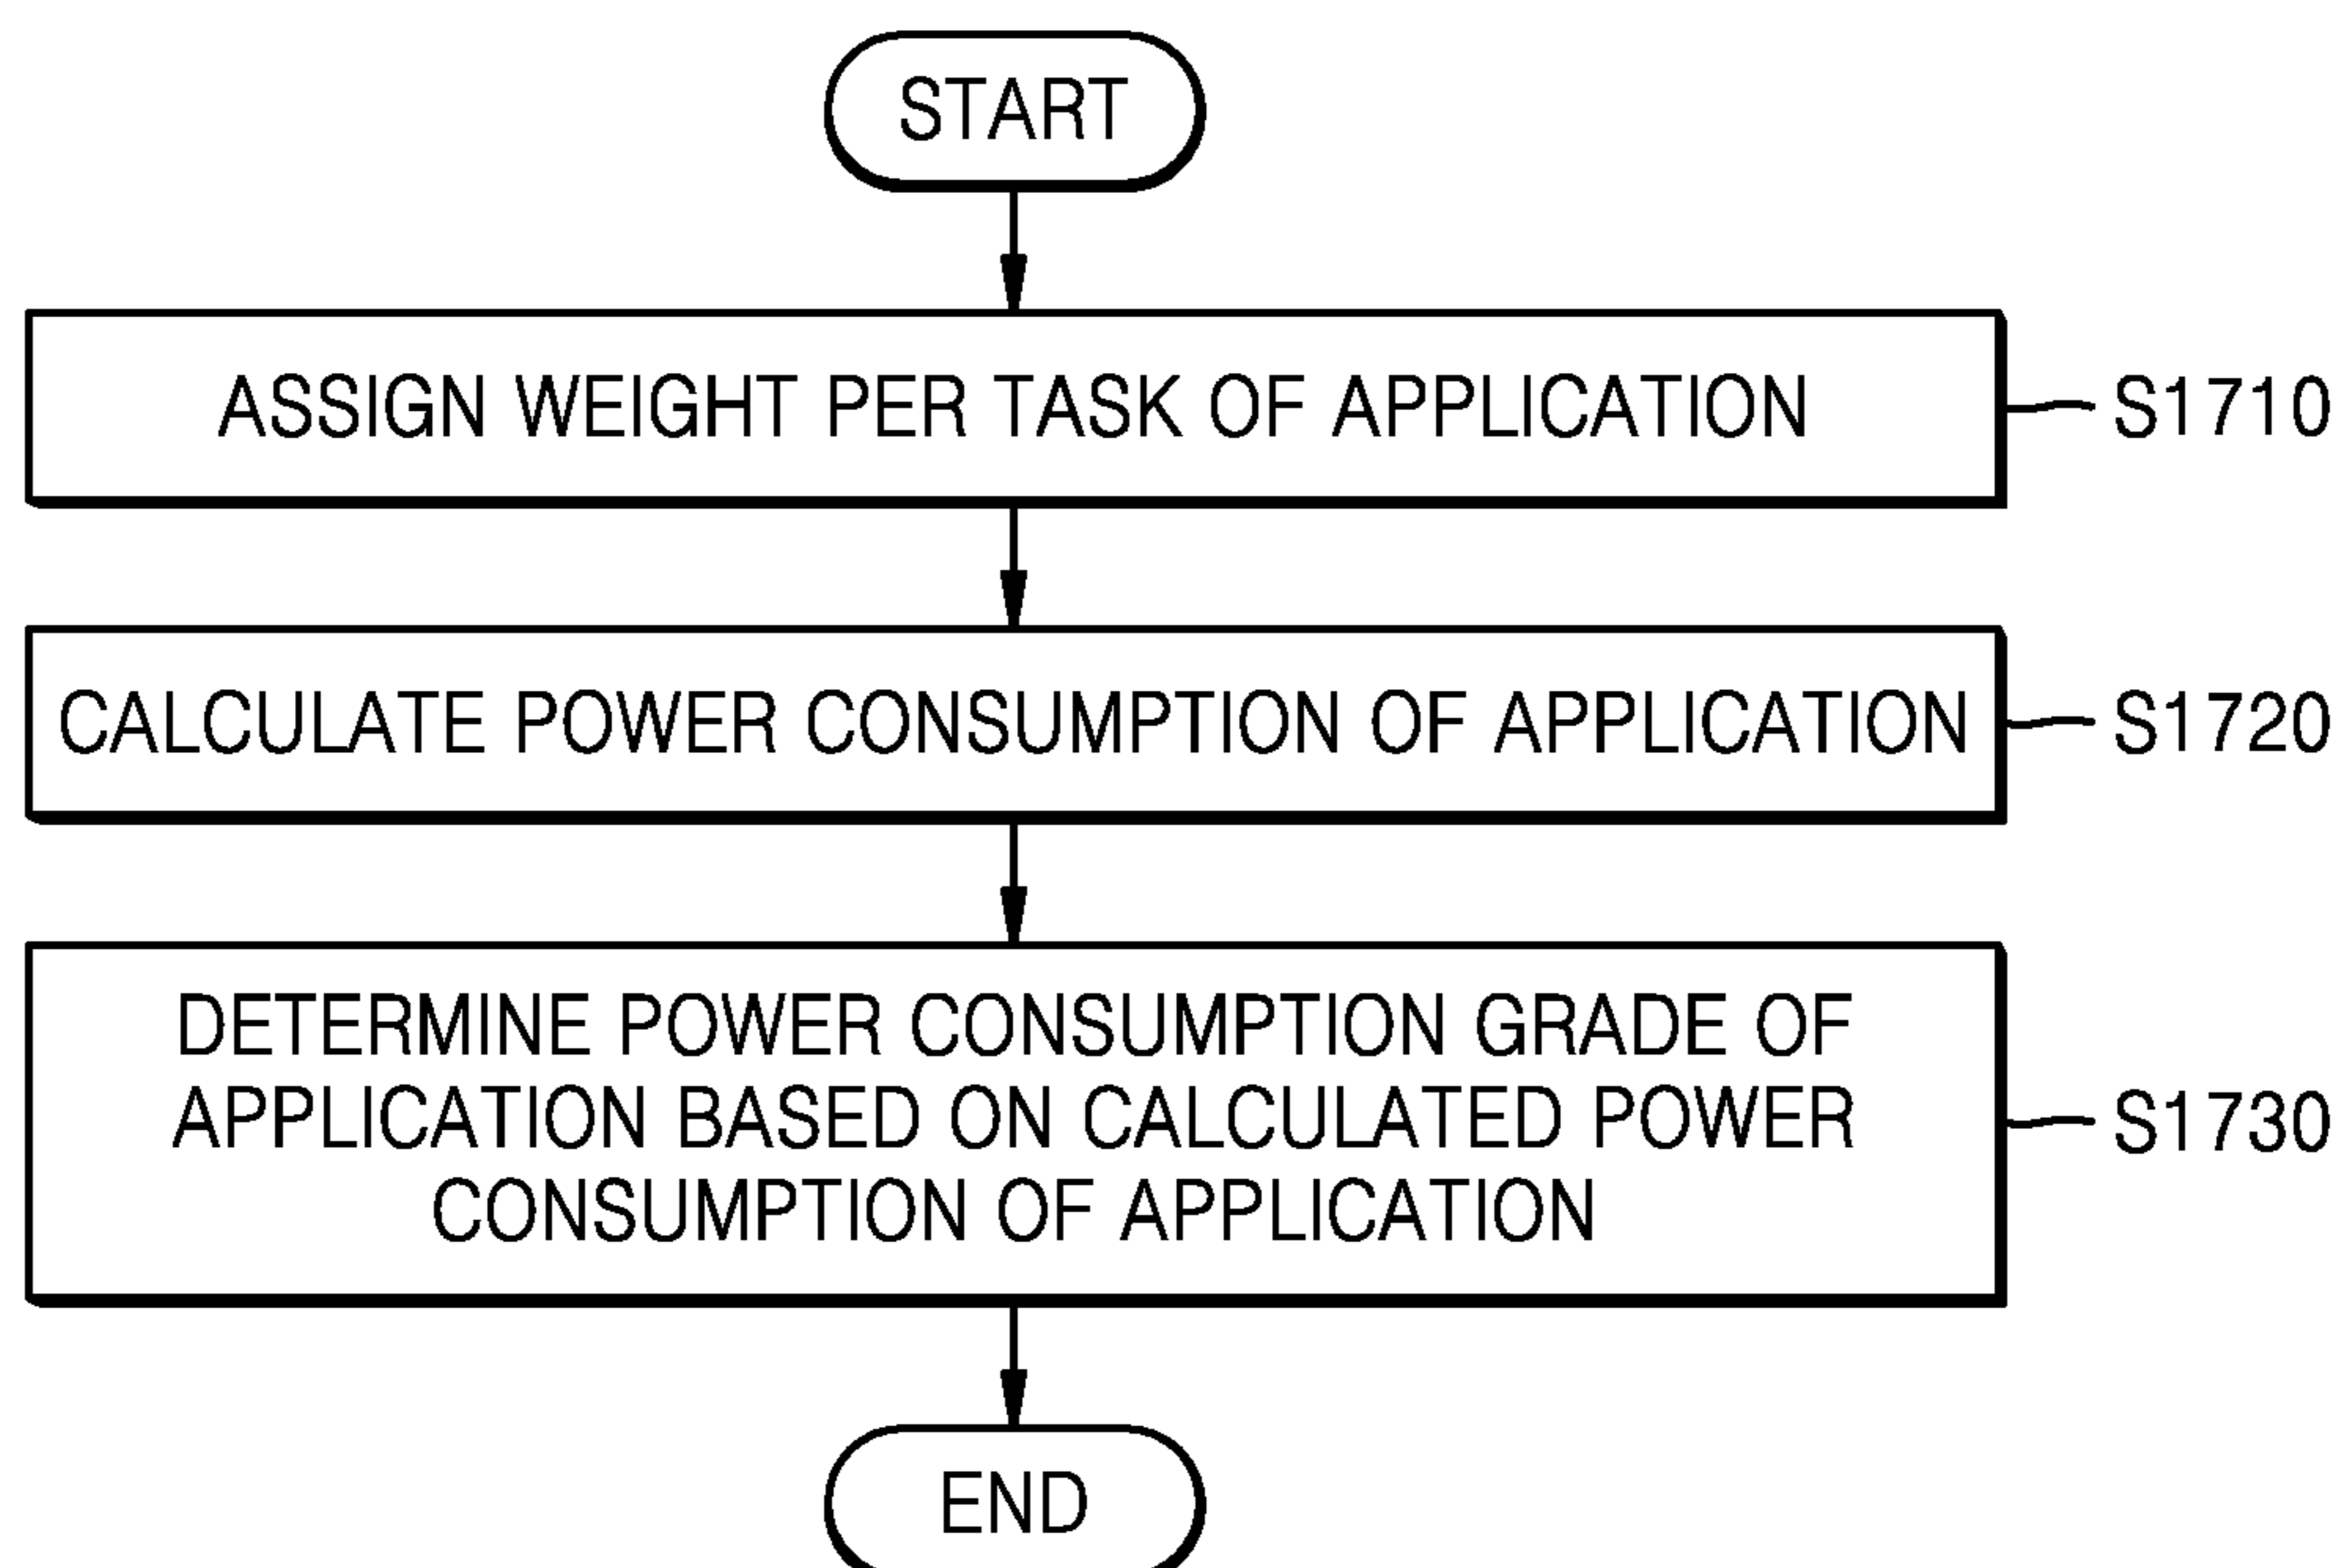 START
ASSIGN WEIGHT PER TASK OF APPLICATION
S1710
CALCULATE POWER CONSUMPTION OF APPLICATION
S1720
DETERMINE POWER CONSUMPTION GRADE OF
APPLICATION BASED ON CALCULATED POWER
CONSUMPTION OF APPLICATION
S1730
END